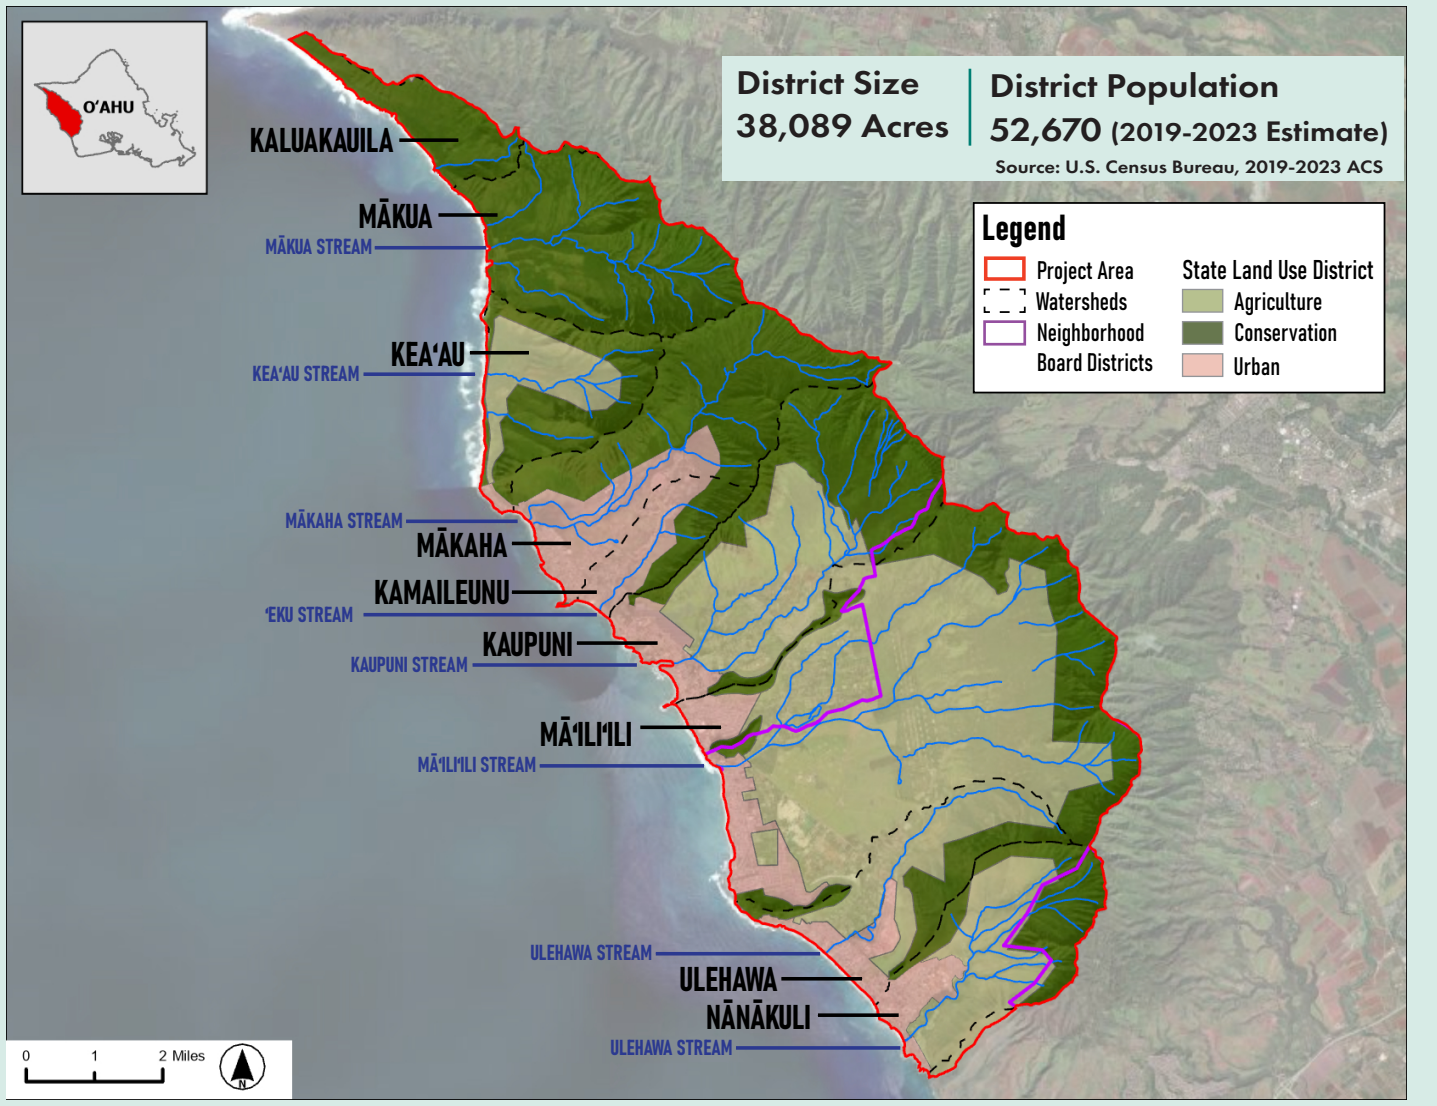 O‘AHU
District Size
38,089 Acres
District Population
52,670 (2019-2023 Estimate)
Source: U.S. Census Bureau, 2019-2023 ACS
Legend
Project Area
Watersheds
Neighborhood
Board Districts
State Land Use District
Agriculture
Conservation
Urban
KALUAKAUILA
MĀKUA
MĀKUA STREAM
KEA‘AU
KEA‘AU STREAM
MĀKAHA STREAM
MĀKAHA
KAMAILEUNU
‘EKU STREAM
KAUPUNI
KAUPUNI STREAM
MĀ‘ILI‘ILI
MĀ‘ILI‘ILI STREAM
ULEHAWA STREAM
ULEHAWA
NĀNĀKULI
ULEHAWA STREAM
0 1 2 Miles
N